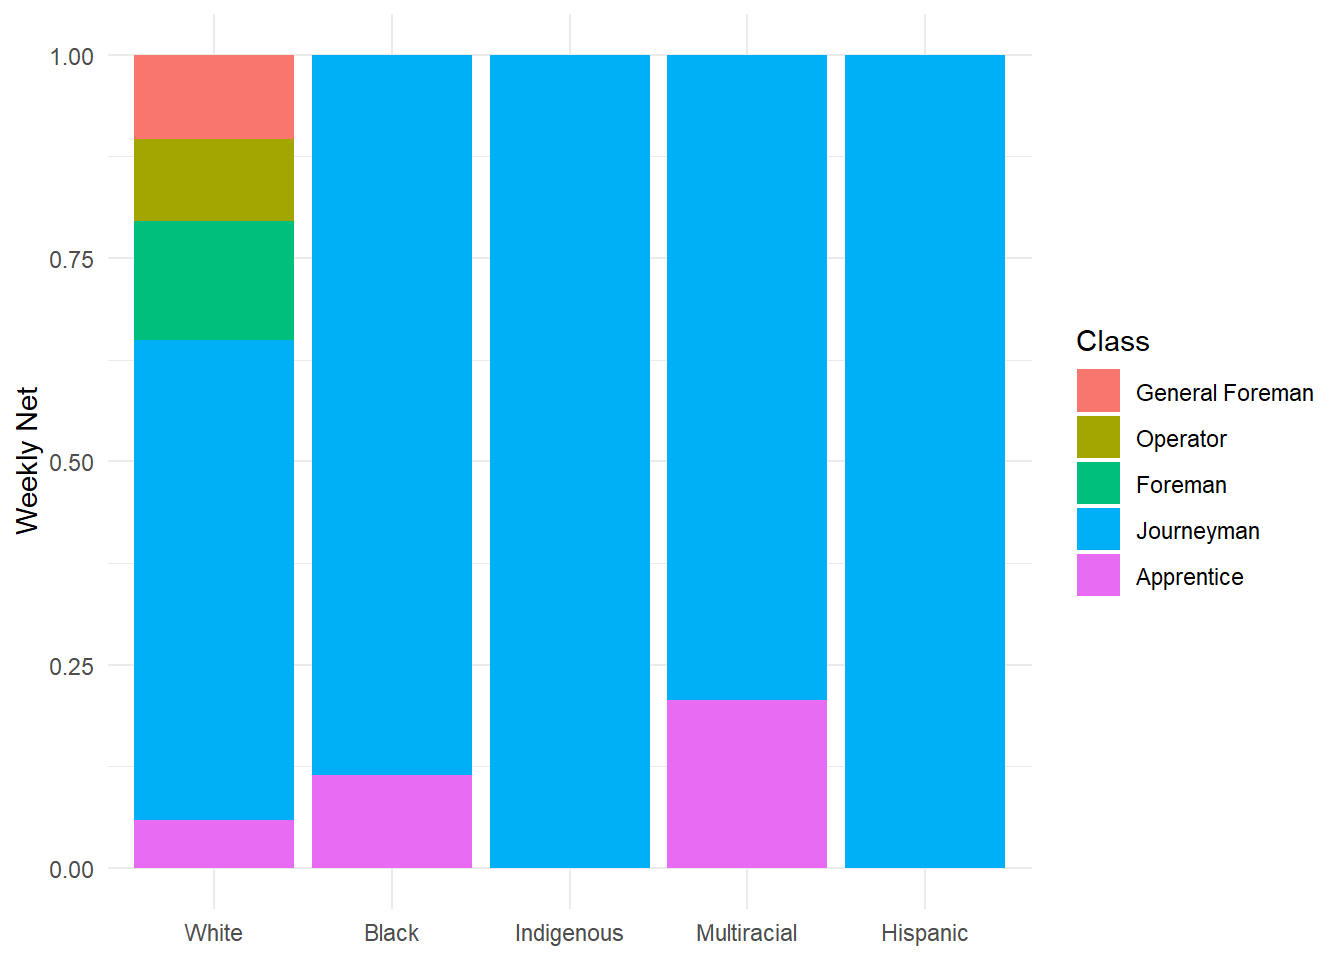 Weekly Net
1.00
0.75
0.50
0.25
0.00
White
Black
Indigenous
Multiracial
Hispanic
Class
General Foreman
Operator
Foreman
Journeyman
Apprentice